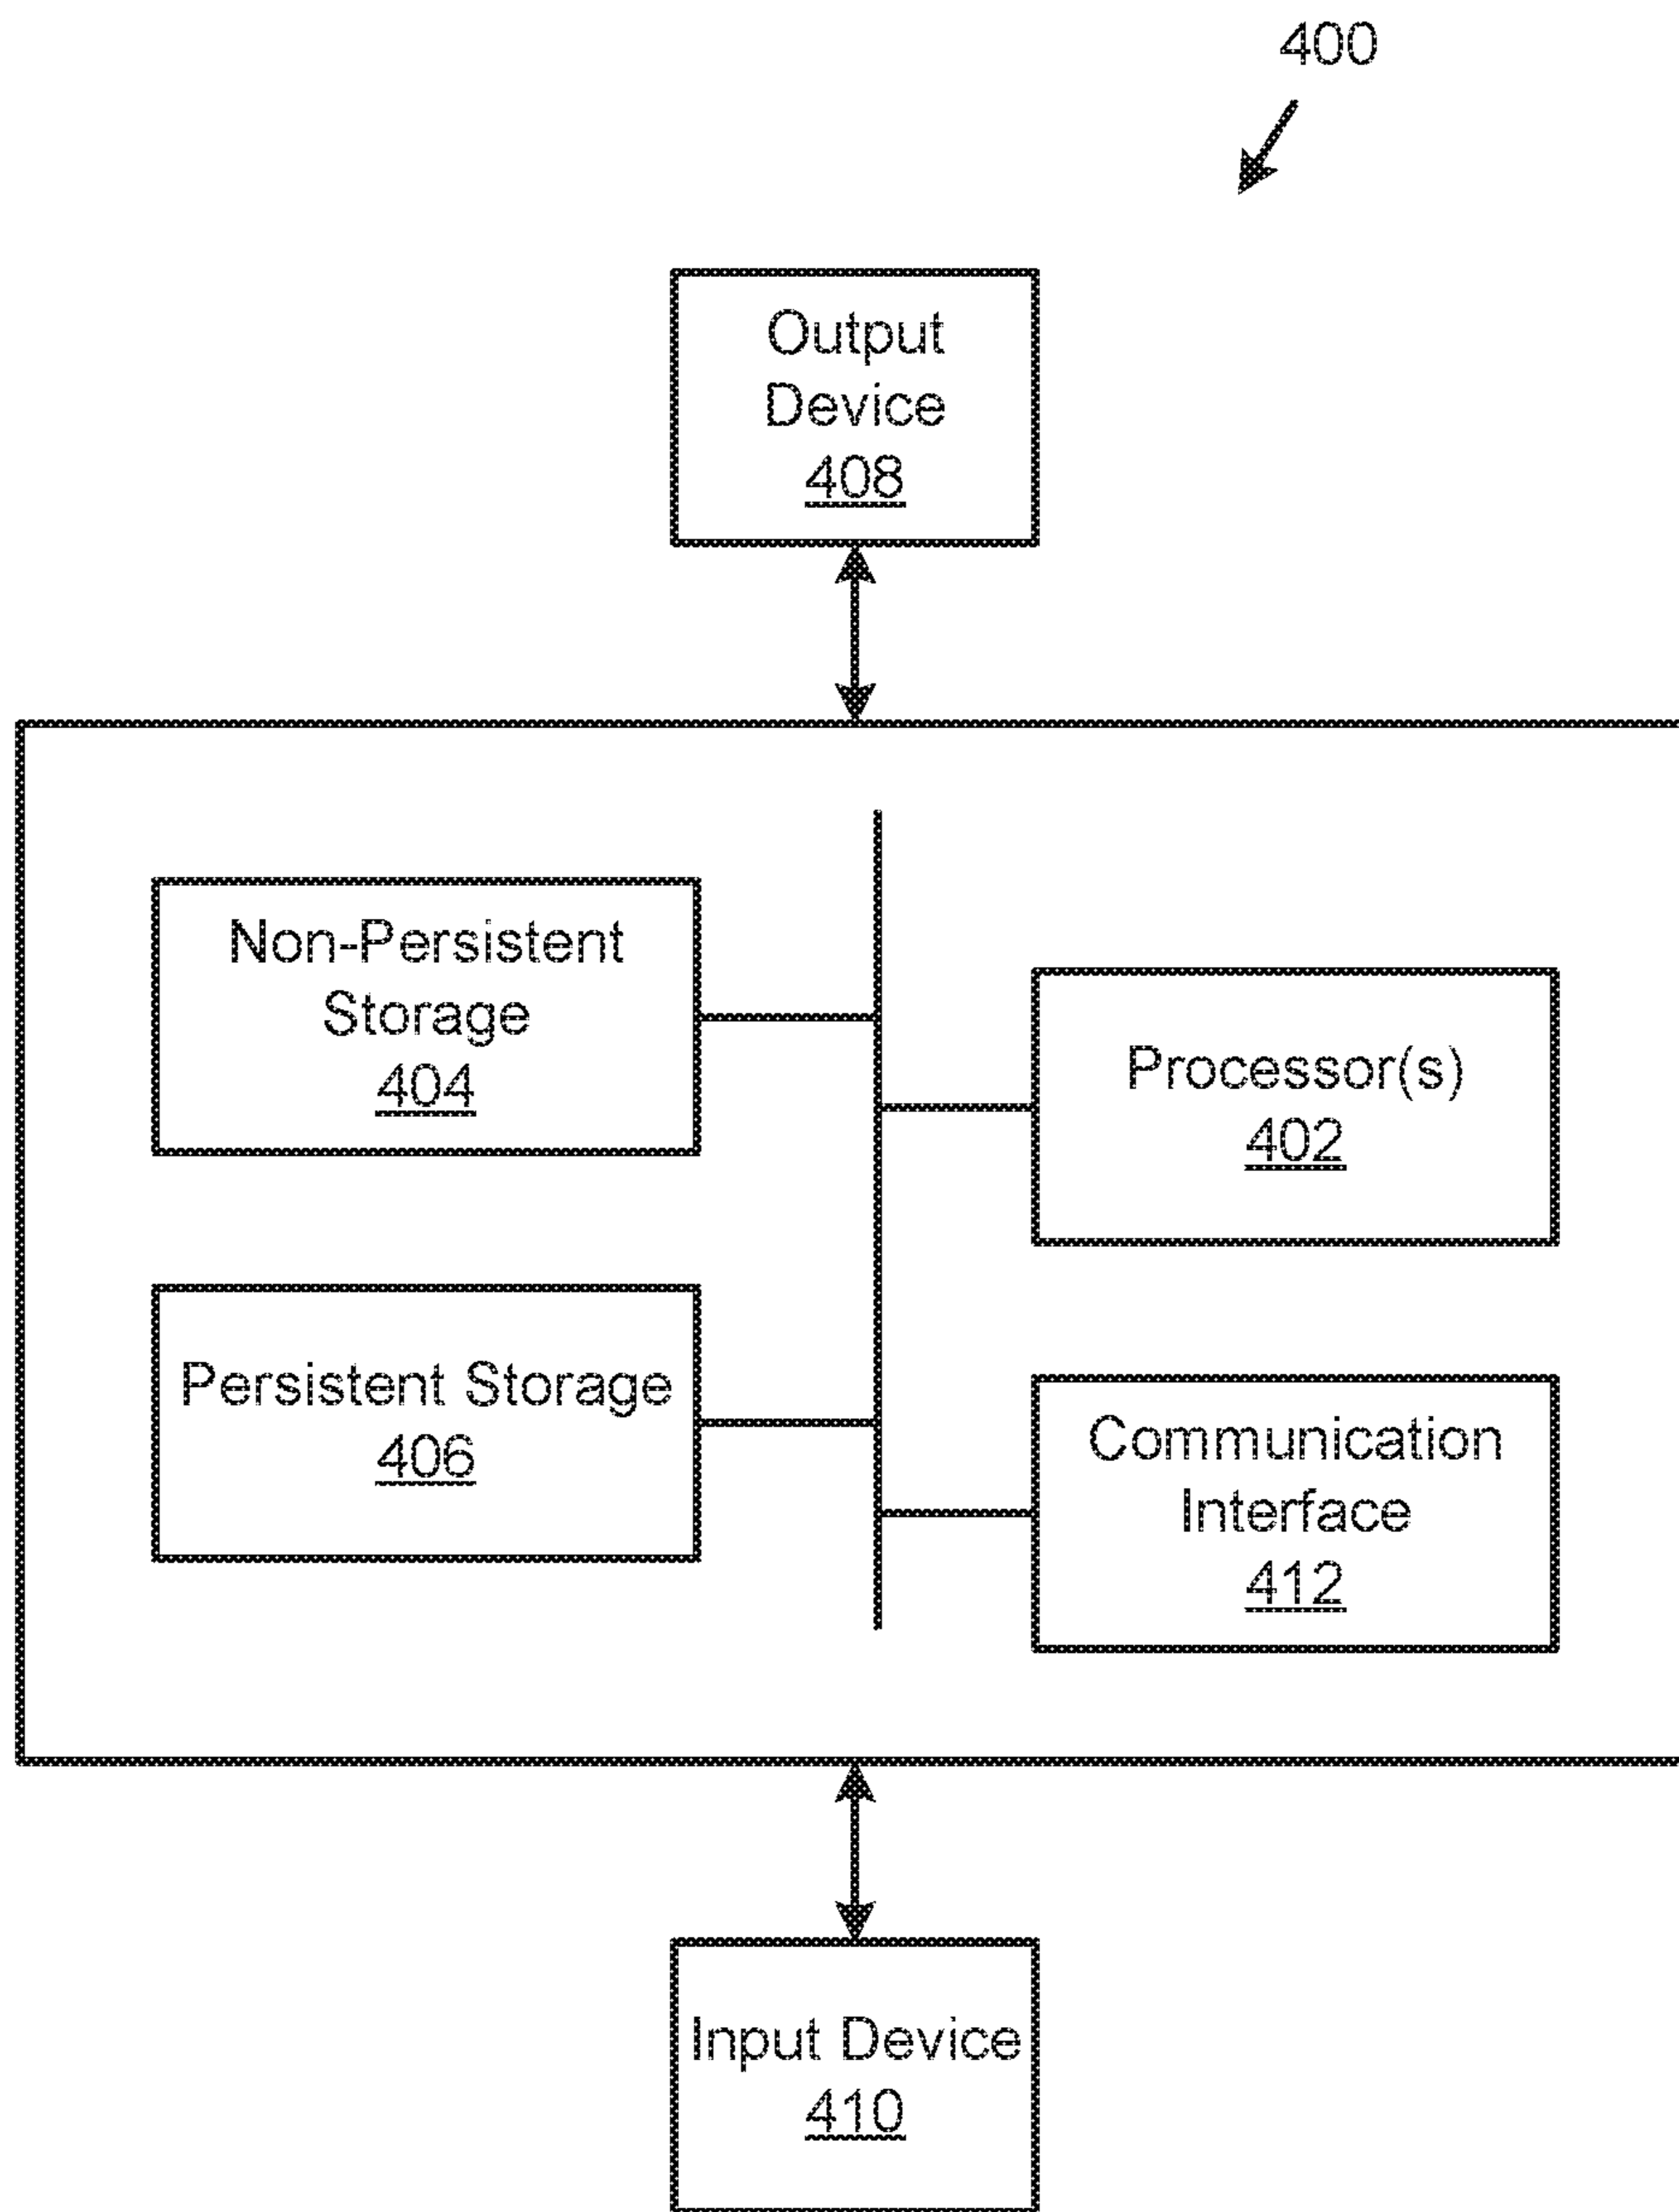 400
Output
Device
408
Non-Persistent
Storage
404
Processor(s)
402
Persistent Storage
406
Communication
Interface
412
Input Device
410